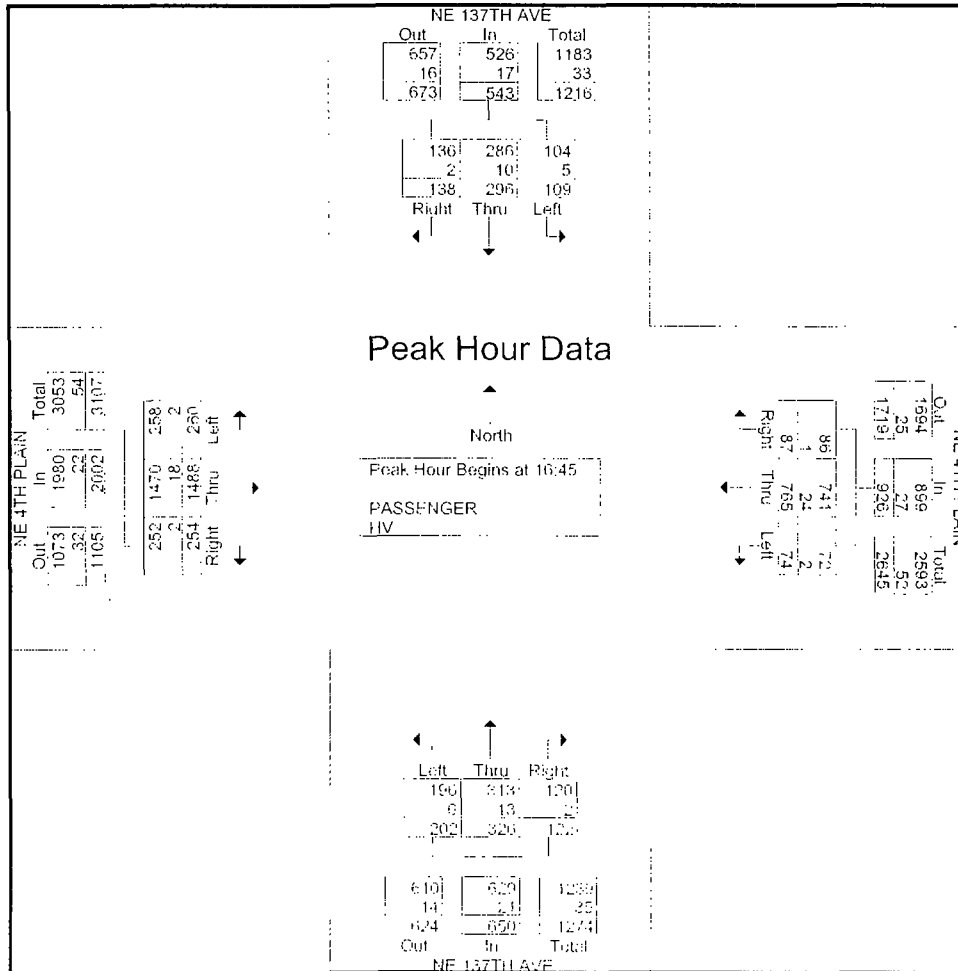 NE 137TH AVE
Out In Total
657 526 1183
16 17 33
673 543 1216
136 286 104
2 10 5
138 296 109
Right Thru Left
Peak Hour Data
North
Peak Hour Begins at 16:45
PASSENGER
HV
NE 4TH PLAIN
Out In Total
1073 1980 3053
32 22 54
1105 2002 3107
252 1470 258
2 18 2
254 1488 260
Right Thru Left
NE 4TH PLAIN
Out In Total
1694 899 2593
25 27 52
1719 926 2645
86 741 72
1 24 2
87 765 74
Right Thru Left
Left Thru Right
196 313 120
6 13 2
202 326 122
610 629 1239
14 21 35
624 650 1274
Out In Total
NE 137TH AVE